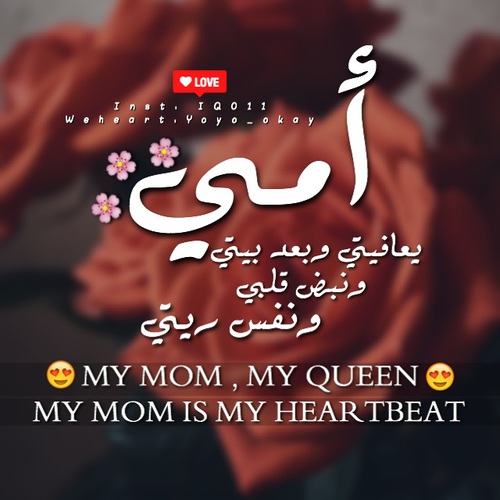 LOVE
Inst: IQ011
Weheart:Yoyo_okay
أمي
يعافيتي وبعد بيتي
ونبض قلبي
ونفس ريتي
MY MOM , MY QUEEN
MY MOM IS MY HEARTBEAT